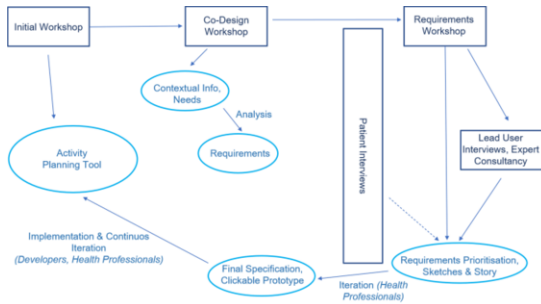 Initial Workshop
Co-Design
Workshop
Requirements
Workshop
Contextual Info,
Needs
Analysis
Requirements
Patient Interviews
Lead User
Interviews, Expert
Consultancy
Activity
Planning Tool
Implementation & Continuos
Iteration
(Developers, Health Professionals)
Final Specification,
Clickable Prototype
Iteration (Health
Professionals)
Requirements Prioritisation,
Sketches & Story